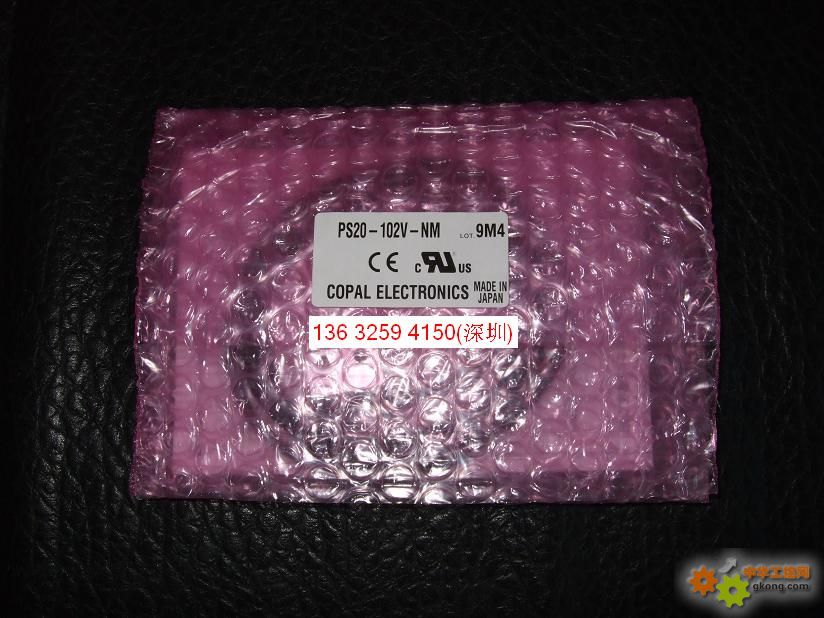 PS20-102V-NM LOT. 9M4
CE c RU US
COPAL ELECTRONICS MADE IN JAPAN
136 3259 4150(深圳)
中华工控网
gkong.com